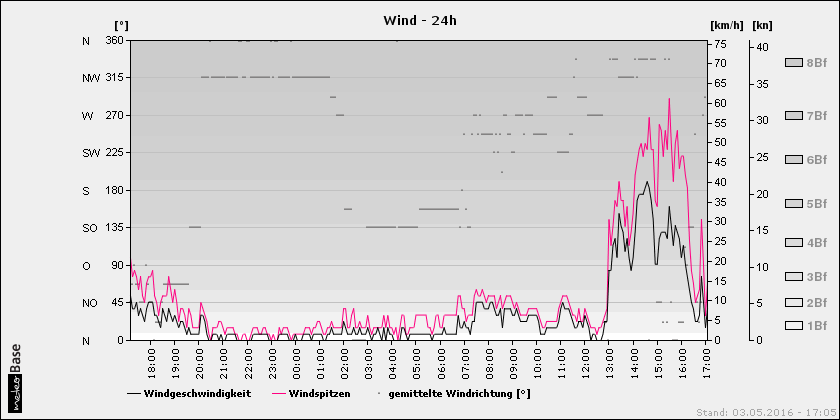 Wind - 24h
[°] [km/h] [kn]
N 360 75 40 8Bf
NW 315 70 35 7Bf
W 270 65 30 6Bf
SW 225 60 25 5Bf
S 180 55 20 4Bf
SO 135 50 15 3Bf
O 90 45 10 2Bf
NO 45 40 5 1Bf
N 0 35 0
30
25
20
15
10
5
0
18:00 19:00 20:00 21:00 22:00 23:00 00:00 01:00 02:00 03:00 04:00 05:00 06:00 07:00 08:00 09:00 10:00 11:00 12:00 13:00 14:00 15:00 16:00 17:00
Windgeschwindigkeit Windspitzen gemittelte Windrichtung [°]
meteoBase
Stand: 03.05.2016 - 17:05